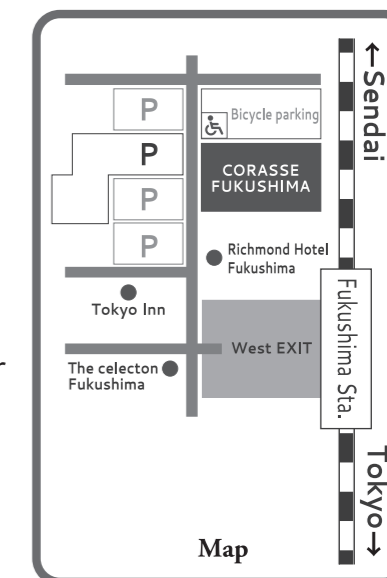 ←Sendai
P
Bicycle parking
P
CORASSE
FUKUSHIMA
P
P
Richmond Hotel
Fukushima
Tokyo Inn
Fukushima Sta.
West EXIT
The celecton
Fukushima
r
Tokyo→
Map